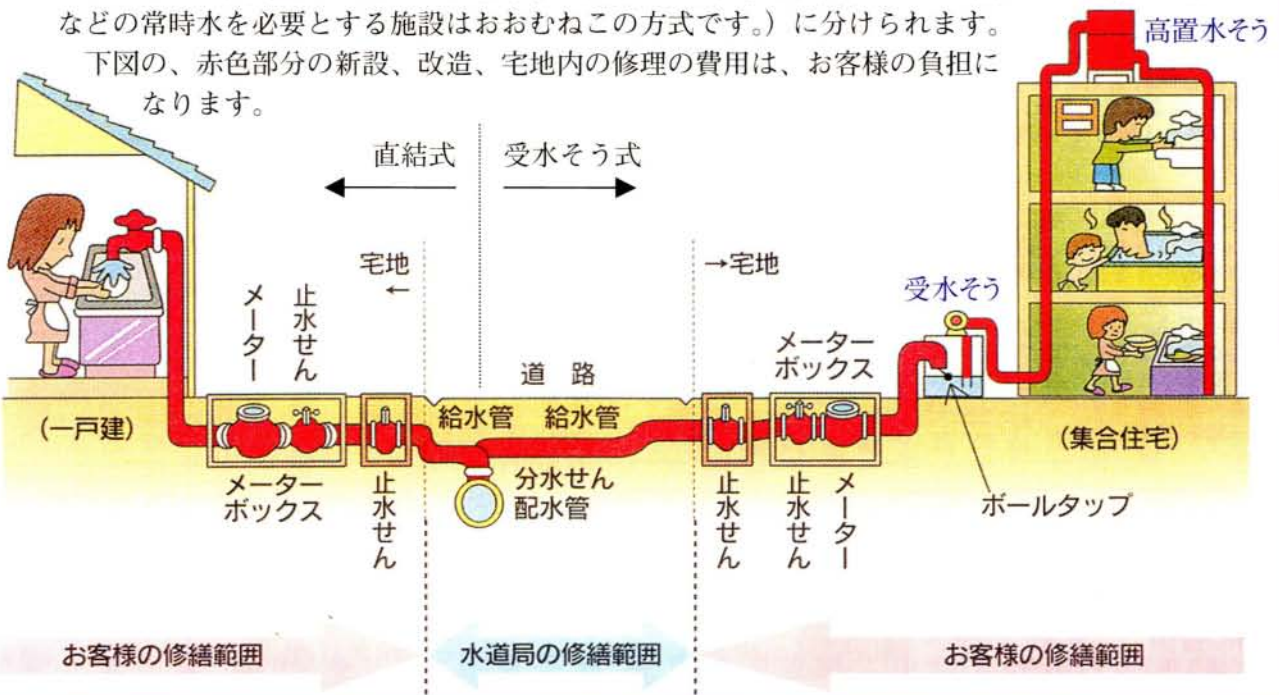 などの常時水を必要とする施設はおおむねこの方式です。）に分けられます。
下図の、赤色部分の新設、改造、宅地内の修理の費用は、お客様の負担に
なります。
高置水そう
直結式
受水そう式
宅地
←
→宅地
受水そう
メーター
止水せん
メーター
ボックス
道 路
給水管
給水管
(一戸建)
(集合住宅)
メーター
ボックス
止水せん
分水せん
配水管
止水せん
止水せん
メーター
ボールタップ
お客様の修繕範囲
水道局の修繕範囲
お客様の修繕範囲